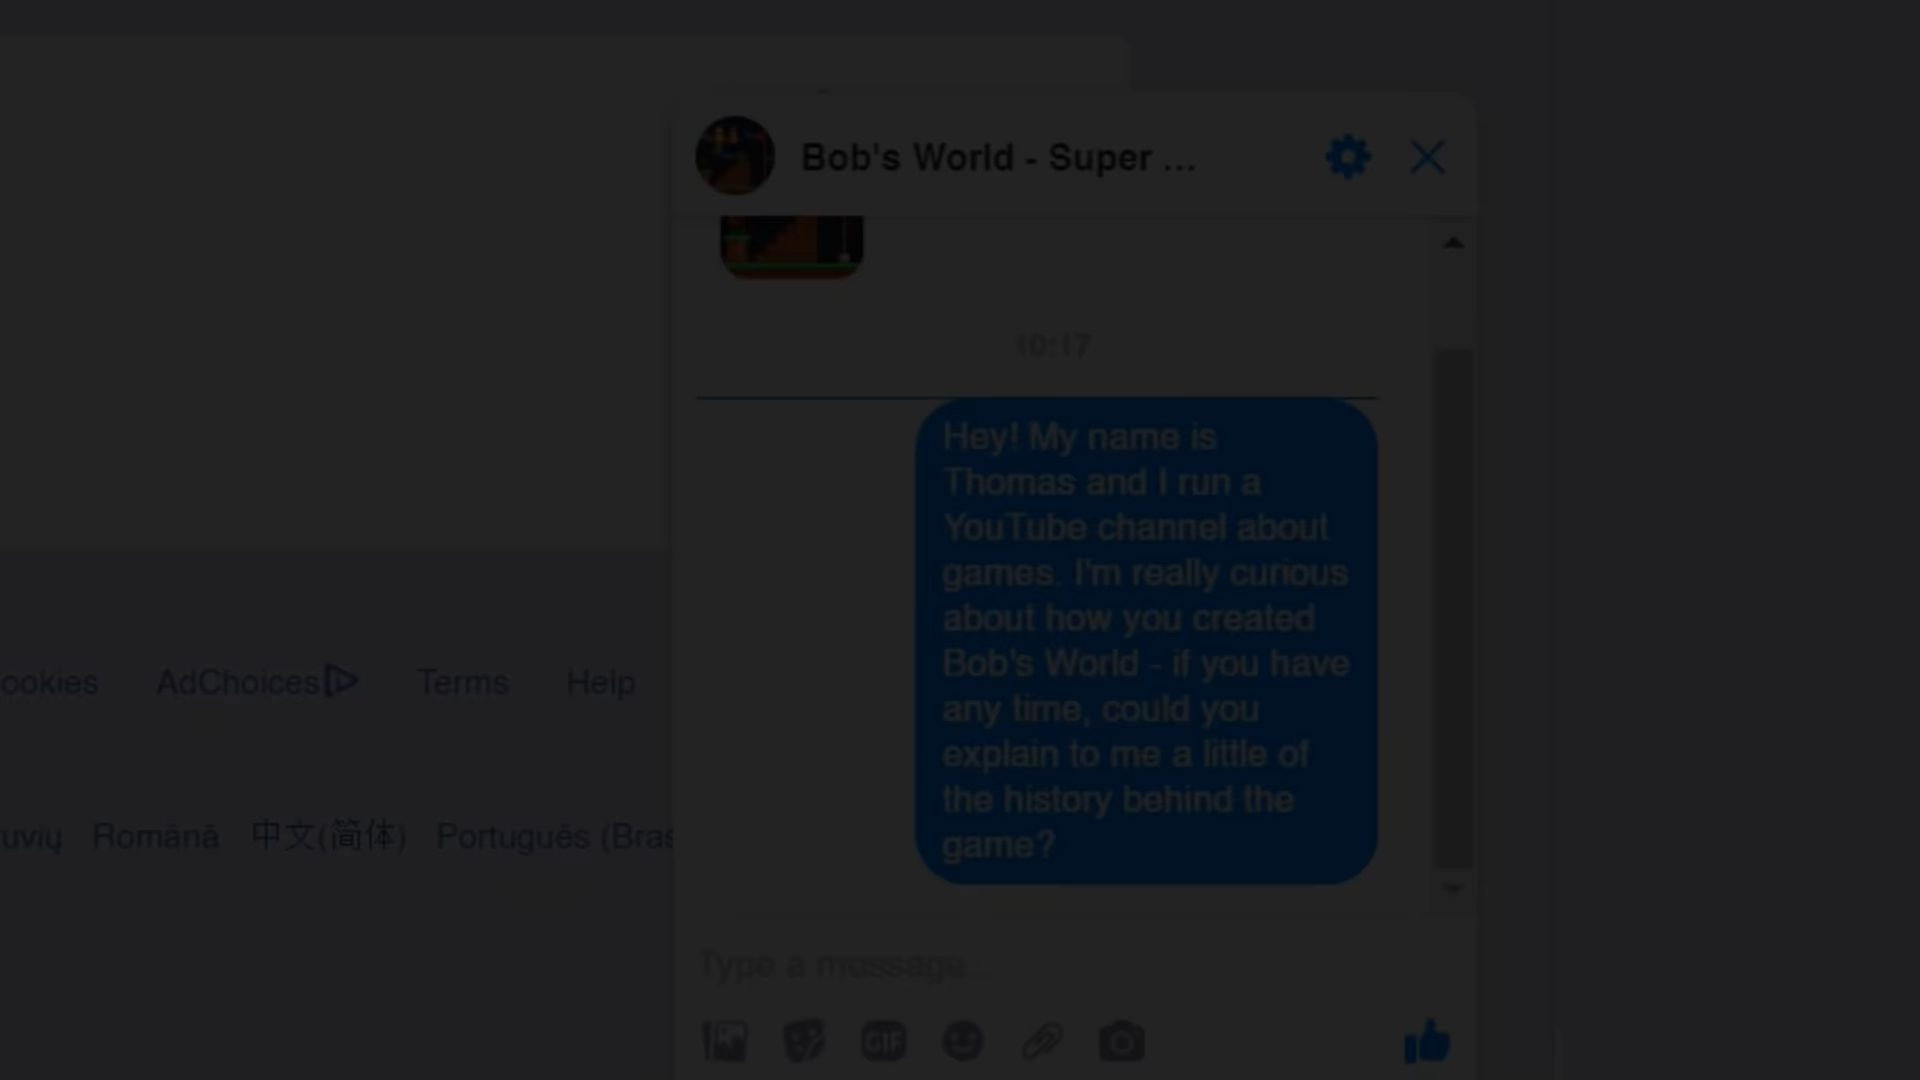 Bob's World - Super ...
10:17
Hey! My name is
Thomas and I run a
YouTube channel about
games. I'm really curious
about how you created
Bob's World - if you have
any time, could you
explain to me a little of
the history behind the
game?
ookies AdChoices Terms Help
uvių Română 中文(简体) Português (Bras
Type a message...
GIF